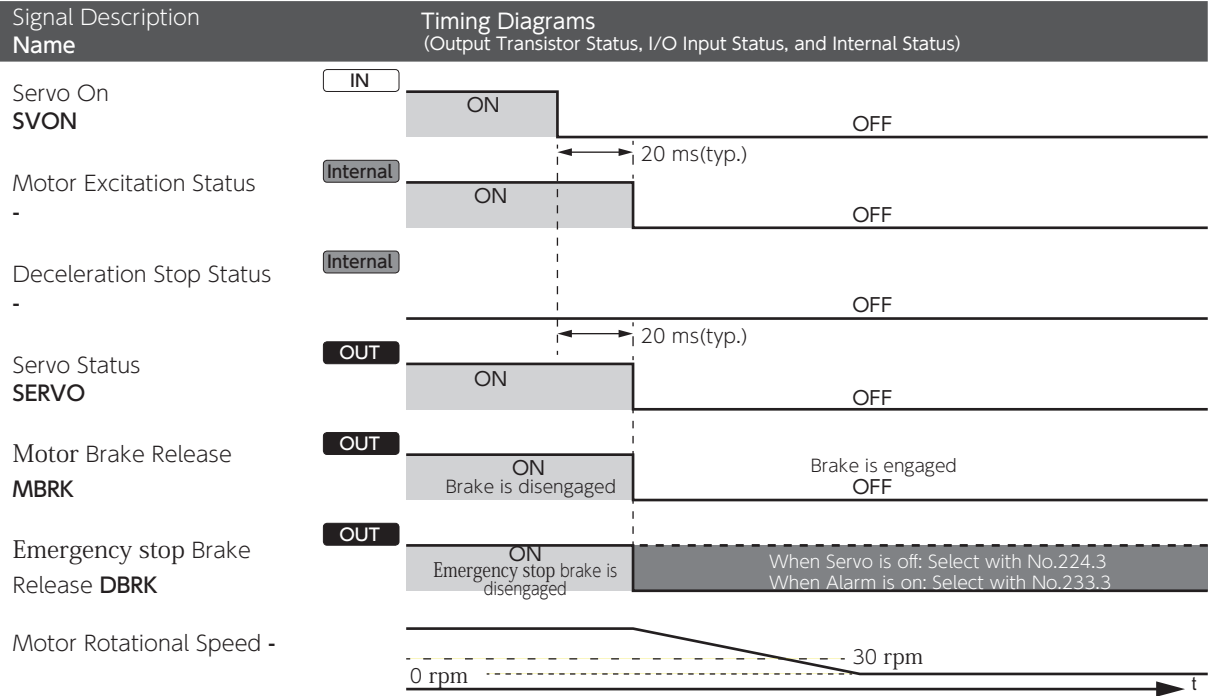 Signal Description
Name
Timing Diagrams
(Output Transistor Status, I/O Input Status, and Internal Status)
Servo On
SVON
IN
ON
OFF
20 ms(typ.)
Motor Excitation Status
-
Internal
ON
OFF
Deceleration Stop Status
-
Internal
OFF
20 ms(typ.)
Servo Status
SERVO
OUT
ON
OFF
Motor Brake Release
MBRK
OUT
ON
Brake is disengaged
Brake is engaged
OFF
Emergency stop Brake
Release DBRK
OUT
ON
Emergency stop brake is
disengaged
When Servo is off: Select with No.224.3
When Alarm is on: Select with No.233.3
Motor Rotational Speed -
30 rpm
0 rpm
t